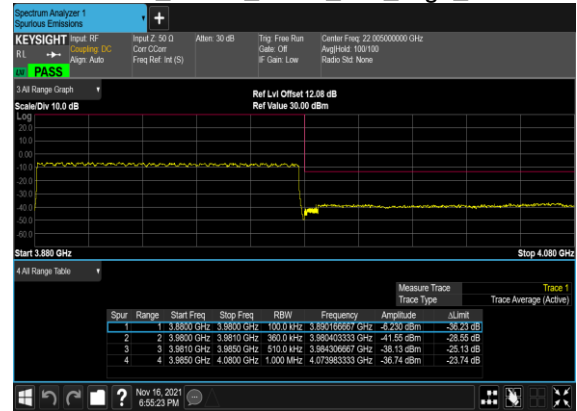 Spectrum Analyzer 1
Spurious Emissions
KEYSIGHT Input: RF Input Z: 50 Ω Atten: 30 dB Trig: Free Run Center Freq: 22.005000000 GHz
RL Coupling: DC Corr CCorr Gate: Off Avg|Hold: 100/100
Align: Auto Freq Ref: Int (S) IF Gain: Low Radio Std: None
PASS
3 All Range Graph Ref Lvl Offset 12.08 dB
Scale/Div 10.0 dB Ref Value 30.00 dBm
Log
20.0
10.0
0.00
-10.0
-20.0
-30.0
-40.0
-50.0
-60.0
Start 3.880 GHz Stop 4.080 GHz
4 All Range Table
Measure Trace Trace 1
Trace Type Trace Average (Active)
Spur Range Start Freq Stop Freq RBW Frequency Amplitude ΔLimit
1 1 3.8800 GHz 3.9800 GHz 100.0 kHz 3.890166667 GHz -6.230 dBm -36.23 dB
2 2 3.9800 GHz 3.9810 GHz 360.0 kHz 3.980403333 GHz -41.55 dBm -28.55 dB
3 3 3.9810 GHz 3.9850 GHz 510.0 kHz 3.984306667 GHz -38.13 dBm -25.13 dB
4 4 3.9850 GHz 4.0800 GHz 1.000 MHz 4.073983333 GHz -36.74 dBm -23.74 dB
Nov 16, 2021
6:55:23 PM